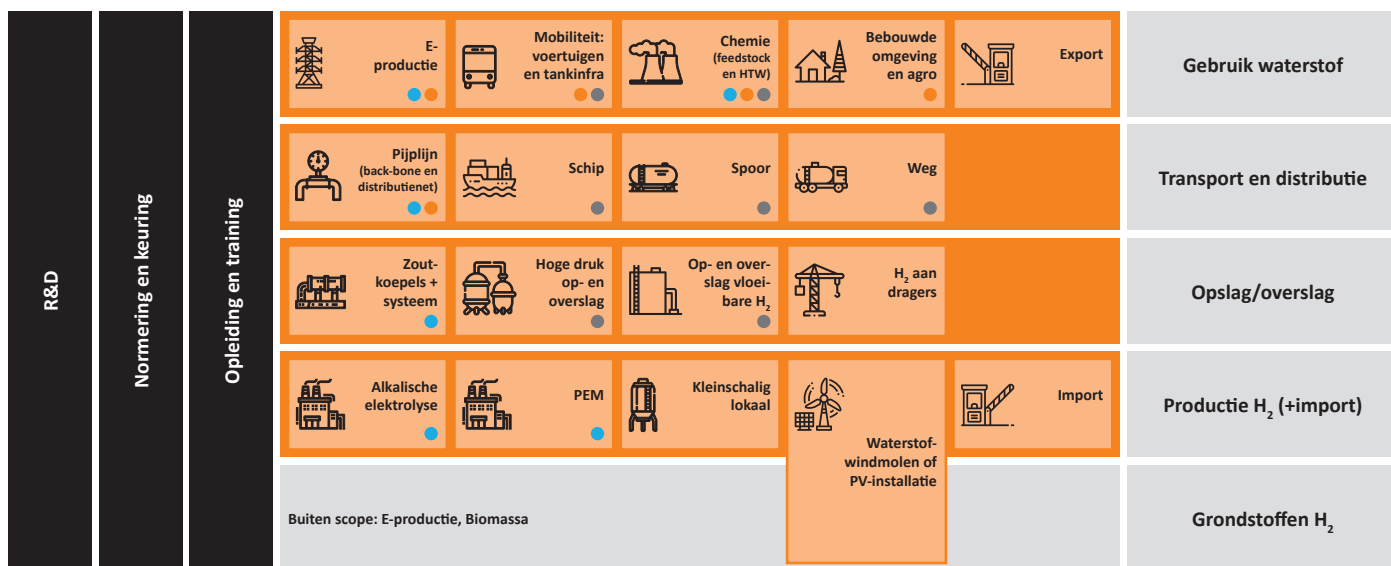 R&D
Normering en keuring
Opleiding en training
E-
productie
Mobiliteit:
voertuigen
en tankinfra
Chemie
(feedstock
en HTW)
Bebouwde
omgeving
en agro
Export
Gebruik waterstof
Pijplijn
(back-bone en
distributienet)
Schip
Spoor
Weg
Transport en distributie
Zout-
koepels +
systeem
Hoge druk
op- en
overslag
Op- en over-
slag vloei-
bare H₂
H₂ aan
dragers
Opslag/overslag
Alkalische
elektrolyse
PEM
Kleinschalig
lokaal
Waterstof-
windmolen of
PV-installatie
Import
Productie H₂ (+import)
Buiten scope: E-productie, Biomassa
Grondstoffen H₂